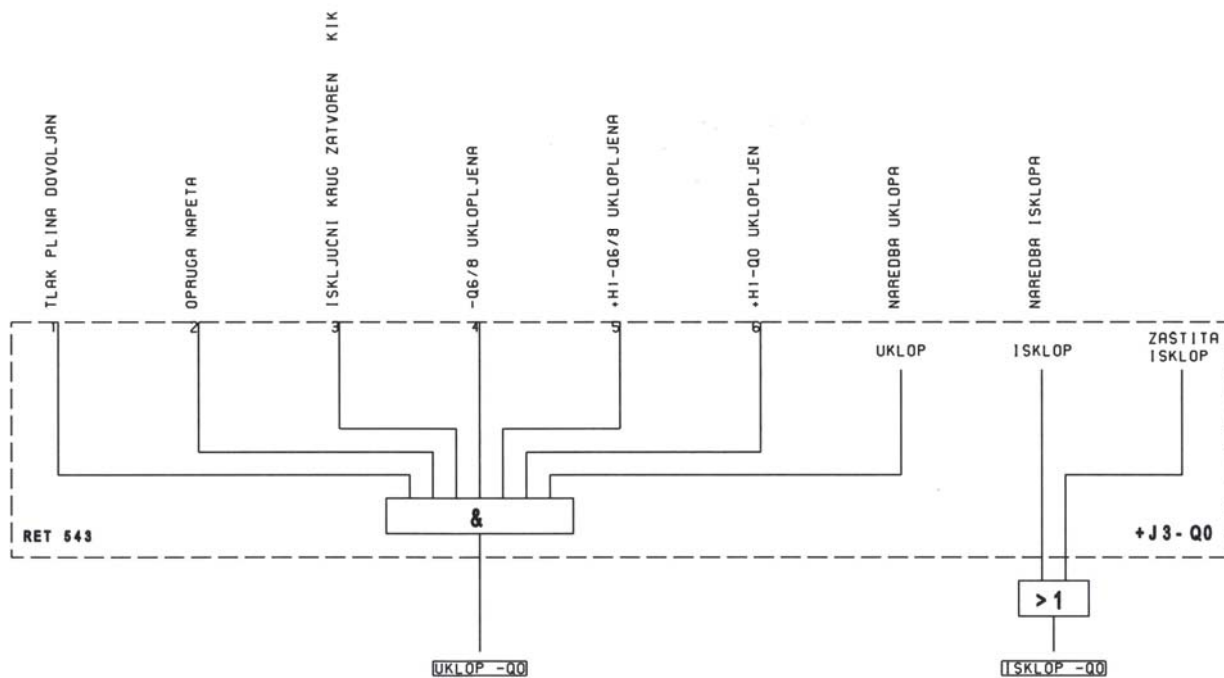 TLAK PLINA DOVOLJAN
OPRUGA NAPETA
ISKLJUCNI KRUG ZATVOREN KIK
-Q6/8 UKLOPLJENA
+H1-Q6/8 UKLOPLJENA
+H1-Q0 UKLOPLJEN
NAREDBA UKLOPA
NAREDBA ISKLOPA
1
2
3
4
5
6
UKLOP
ISKLOP
ZAŠTITA
ISKLOP
&
RET 543
+J3-Q0
>1
UKLOP -Q0
ISKLOP -Q0